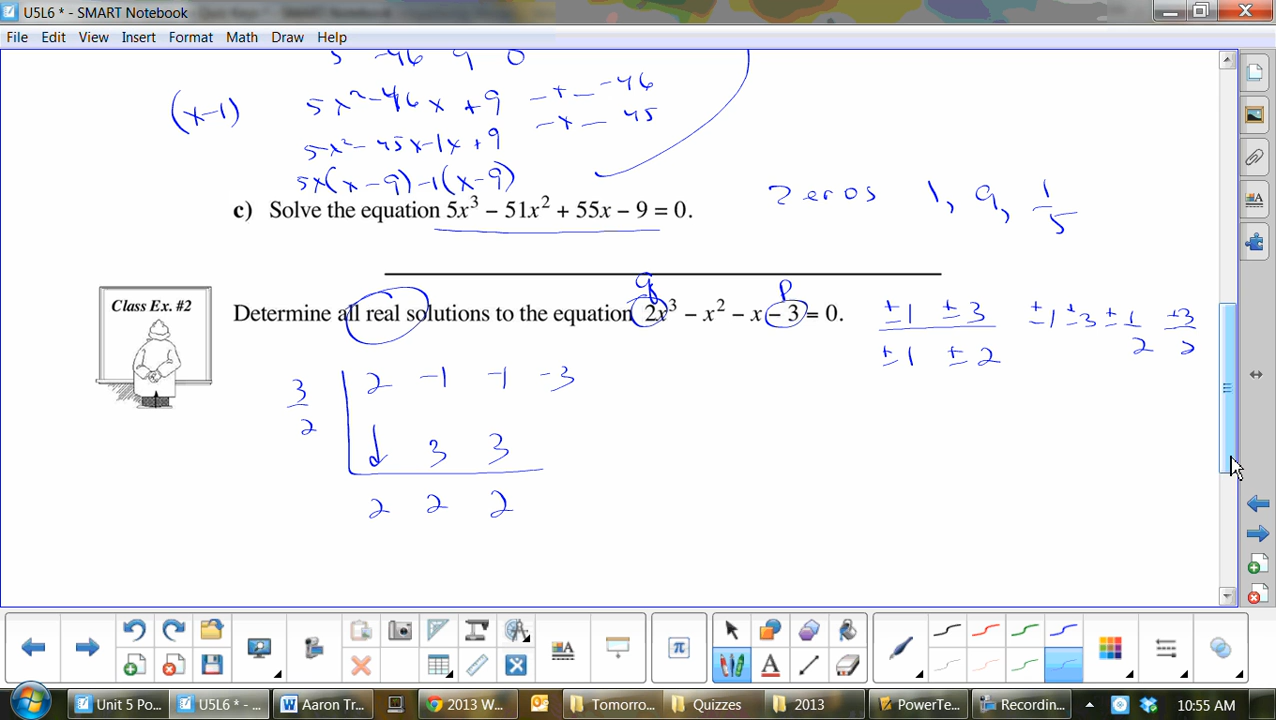 U5L6 * - SMART Notebook
File Edit View Insert Format Math Draw Help
5 -46 9 0
(x-1) 5x² - 46x + 9 _ + _ -46
5x² - 45x - 1x + 9 _ x _ 45
5x(x - 9) - 1(x - 9)
zeros 1, 9, 1/5
c) Solve the equation 5x³ − 51x² + 55x − 9 = 0.
q p
Class Ex. #2 Determine all real solutions to the equation 2x³ − x² − x − 3 = 0. ±1 ±3 ±1 ±3 ±1 ±3
±1 ±2 2 2
3 2 -1 -1 -3
2 ↓ 3 3
2 2 2
Unit 5 Po... U5L6 * - ... Aaron Tr... 2013 W... Tomorro... Quizzes 2013 PowerTe... Recordin... 10:55 AM